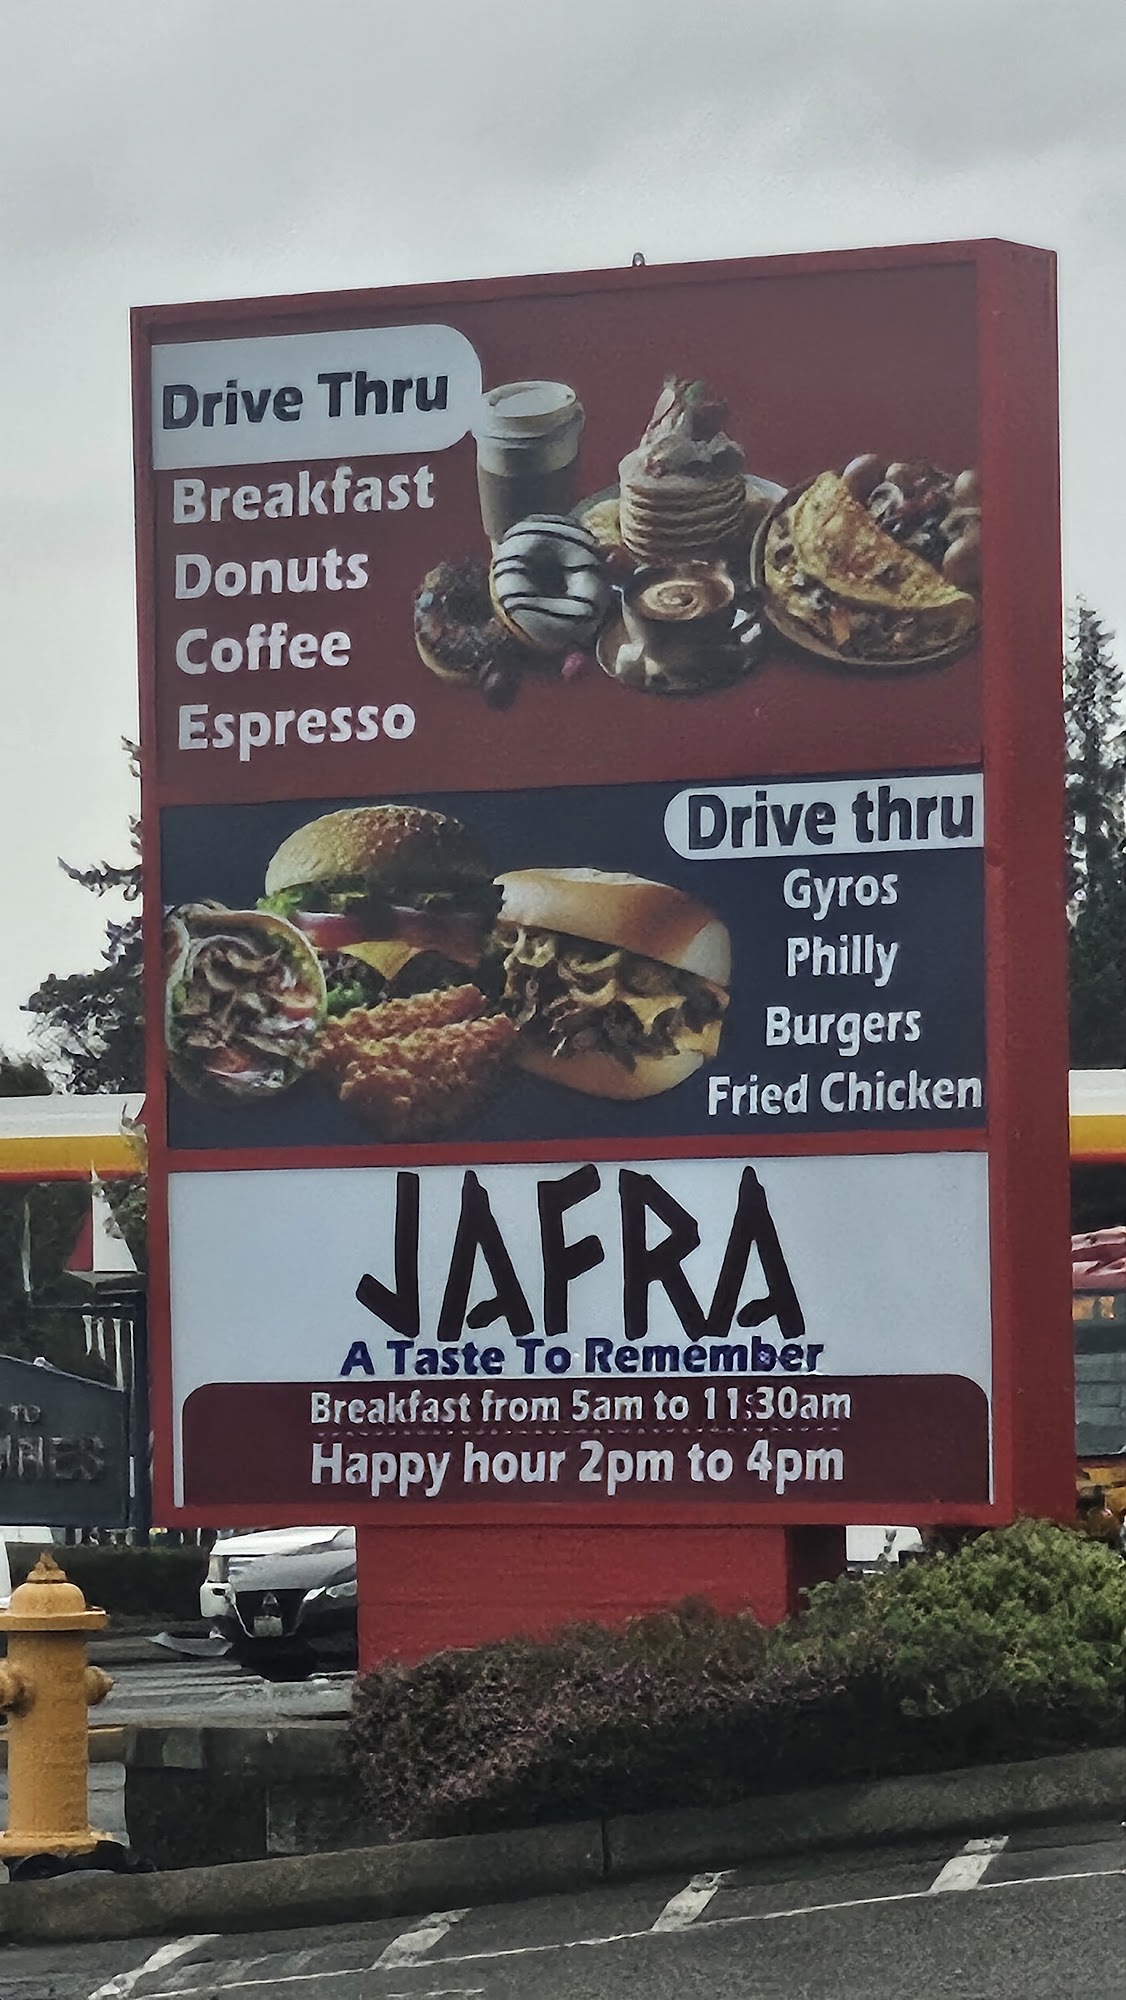 Drive Thru
Breakfast
Donuts
Coffee
Espresso
Drive thru
Gyros
Philly
Burgers
Fried Chicken
JAFRA
A Taste To Remember
Breakfast from 5am to 11:30am
Happy hour 2pm to 4pm